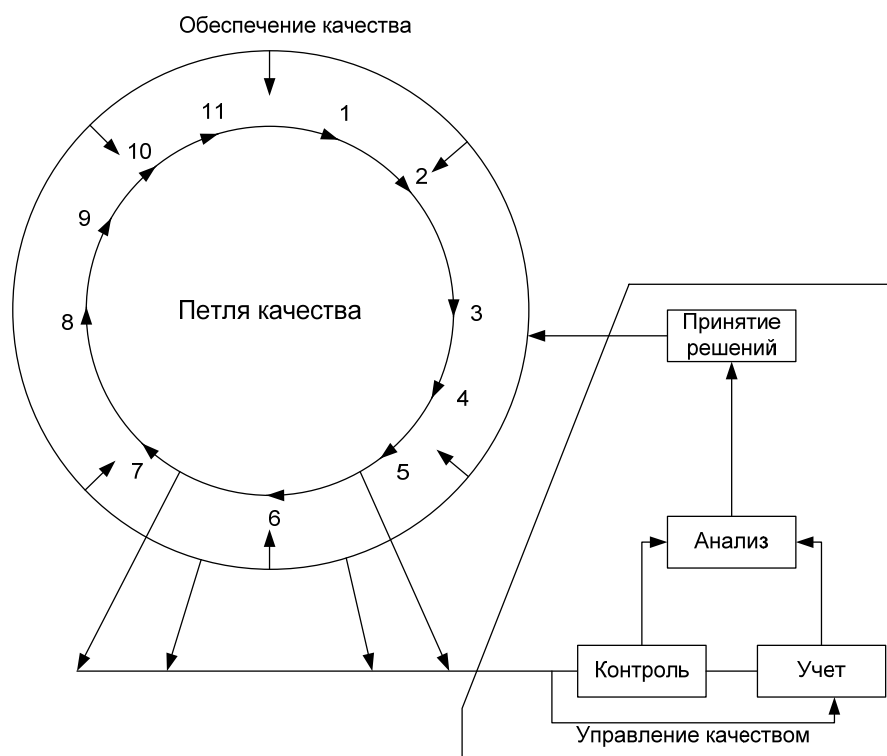 Обеспечение качества
11
1
10
2
9
8
Петля качества
3
4
7
5
6
Принятие
решений
Анализ
Контроль
Учет
Управление качеством